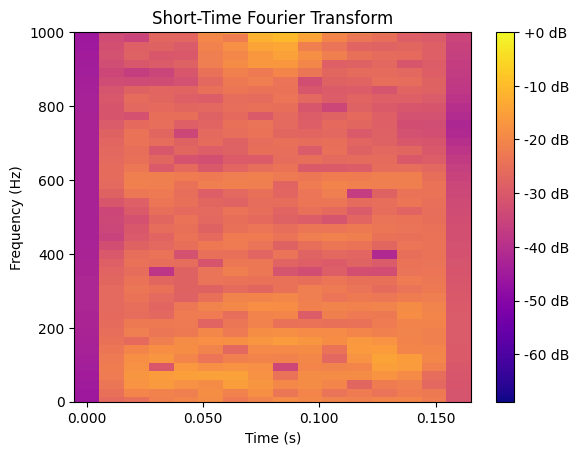 Short-Time Fourier Transform
1000
800
600
400
200
0
Frequency (Hz)
0.000
0.050
0.100
0.150
Time (s)
+0 dB
-10 dB
-20 dB
-30 dB
-40 dB
-50 dB
-60 dB